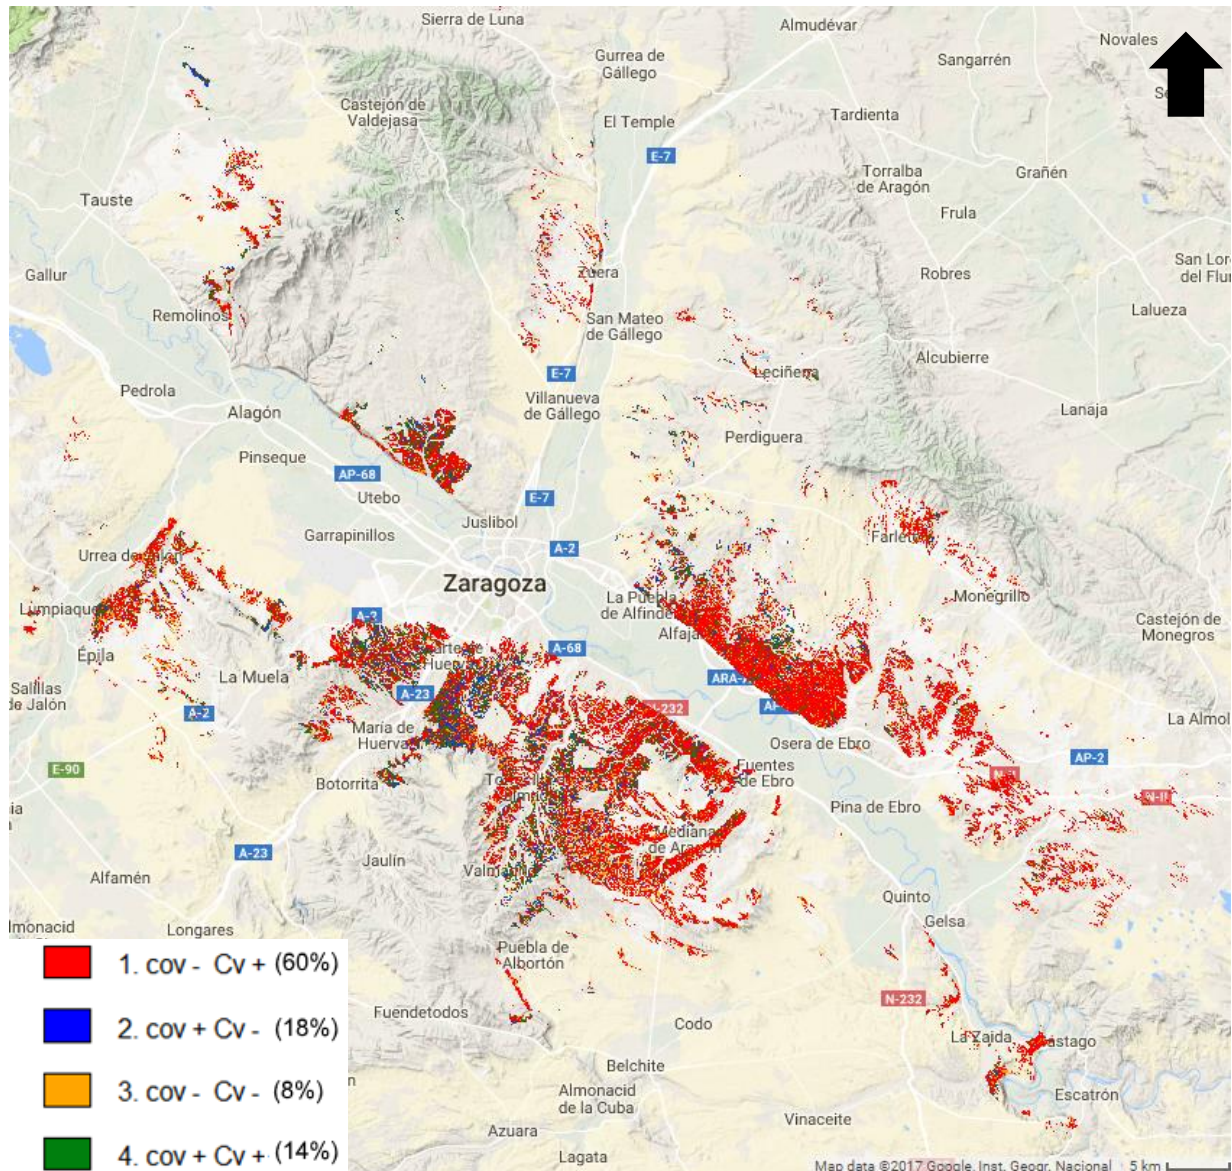 Sierra de Luna
Almudévar
Novales
Gurrea de
Gállego
Sangarrén
Castejón de
Valdejasa
El Temple
Tardienta
E-7
Torralba
de Aragón
Grañén
Tauste
Frula
San Lor
del Flu
Gallur
Zuera
Robres
Remolinos
San Mateo
de Gállego
Lalueza
Alcubierre
Leciñena
E-7
Pedrola
Villanueva
de Gállego
Alagón
Lanaja
Perdiguera
Pinseque
AP-68
Utebo
E-7
Juslibol
Garrapinillos
A-2
Urrea de Jalón
Zaragoza
La Puebla
de Alfindén
Monegrillo
Lumpiaque
A-2
Castejón de
Monegros
Alfaja
Épila
A-68
Huerva
La Muela
ARA-
Salillas
de Jalón
A-23
A-2
N-232
La Almol
María de
Huerva
Osera de Ebro
E-90
AP-2
Fuentes
de Ebro
Botorrita
N-II
Pina de Ebro
Mediana
de Aragón
Jaulín
A-23
Alfamén
Quinto
Gelsa
lmonacid
Longares
Puebla de
Albortón
1. cov - Cv + (60%)
N-232
Fuendetodos
2. cov + Cv - (18%)
Codo
La Zaida
Belchite
3. cov - Cv - (8%)
Almonacid
de la Cuba
Escatrón
Vinaceite
Azuara
4. cov + Cv + (14%)
Lagata
Map data ©2017 Google, Inst. Geogr. Nacional
5 km